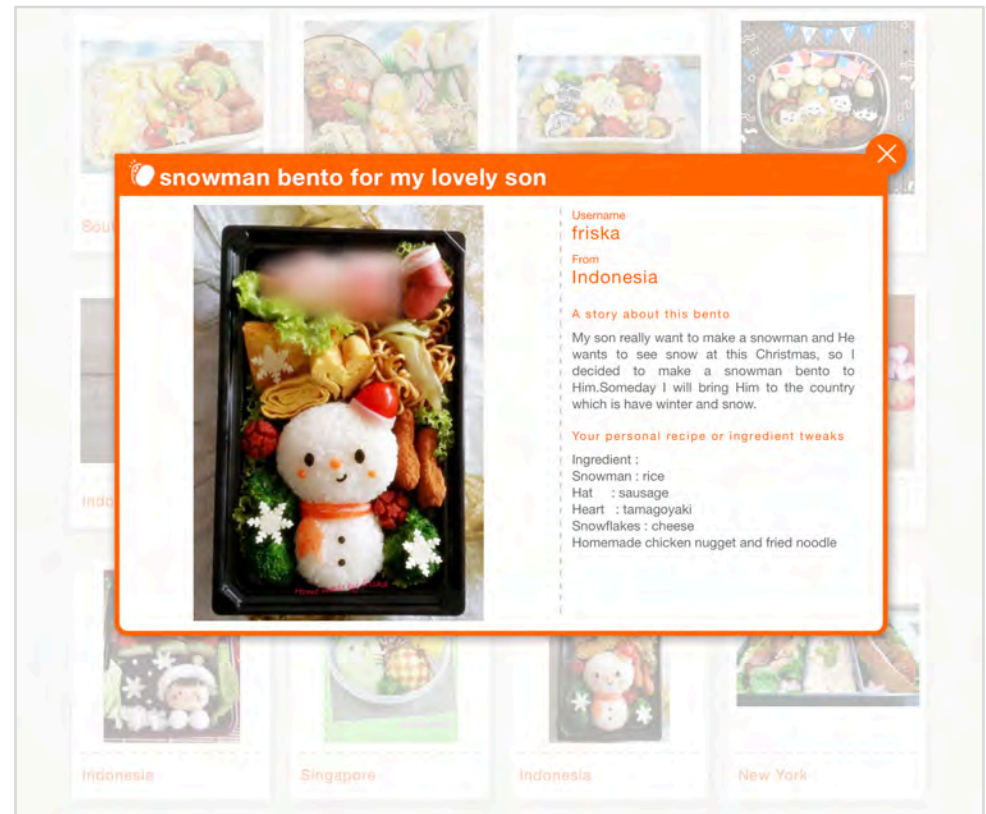 snowman bento for my lovely son
Username
friska
From
Indonesia
A story about this bento
My son really want to make a snowman and He
wants to see snow at this Christmas, so I
decided to make a snowman bento to
Him.Someday I will bring Him to the country
which is have winter and snow.
Your personal recipe or ingredient tweaks
Ingredient :
Snowman : rice
Hat : sausage
Heart : tamagoyaki
Snowflakes : cheese
Homemade chicken nugget and fried noodle
Sout
Indo
Indonesia
Singapore
Indonesia
New York